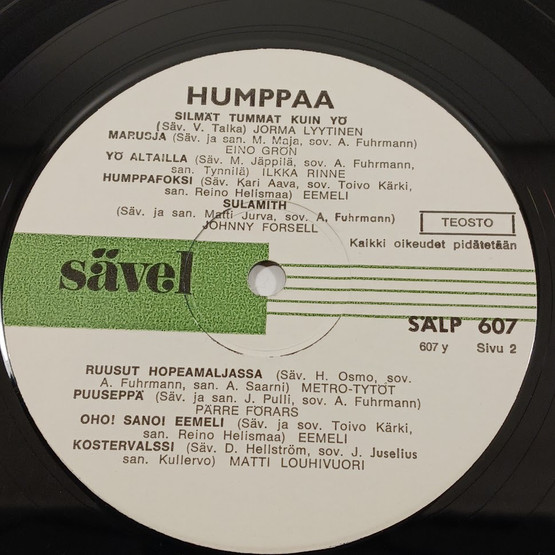 HUMPPAA
SILMÄT TUMMAT KUIN YÖ
(Säv. V. Talka) JORMA LYYTINEN
MARUSJA (Säv. ja san. M. Maja, sov. A. Fuhrmann)
EINO GRÖN
YÖ ALTAILLA (Säv. M. Jäppilä, sov. A. Fuhrmann,
san. Tynnilä) ILKKA RINNE
HUMPPAFOKSI (Säv. Kari Aava, sov. Toivo Kärki,
san. Reino Helismaa) EEMELI
SULAMITH
(Säv. ja san. Matti Jurva, sov. A. Fuhrmann)
JOHNNY FORSELL
TEOSTO
Kaikki oikeudet pidätetään
sävel
SÄLP 607
607 y Sivu 2
RUUSUT HOPEAMALJASSA (Säv. H. Osmo, sov.
A. Fuhrmann, san. A. Saarni) METRO-TYTÖT
PUUSEPPÄ (Säv. ja san. J. Pulli, sov. A. Fuhrmann)
PÄRRE FÖRARS
OHO! SANOI EEMELI (Säv. ja sov. Toivo Kärki,
san. Reino Helismaa) EEMELI
KOSTERVALSSI (Säv. D. Hellström, sov. J. Juselius
san. Kullervo) MATTI LOUHIVUORI